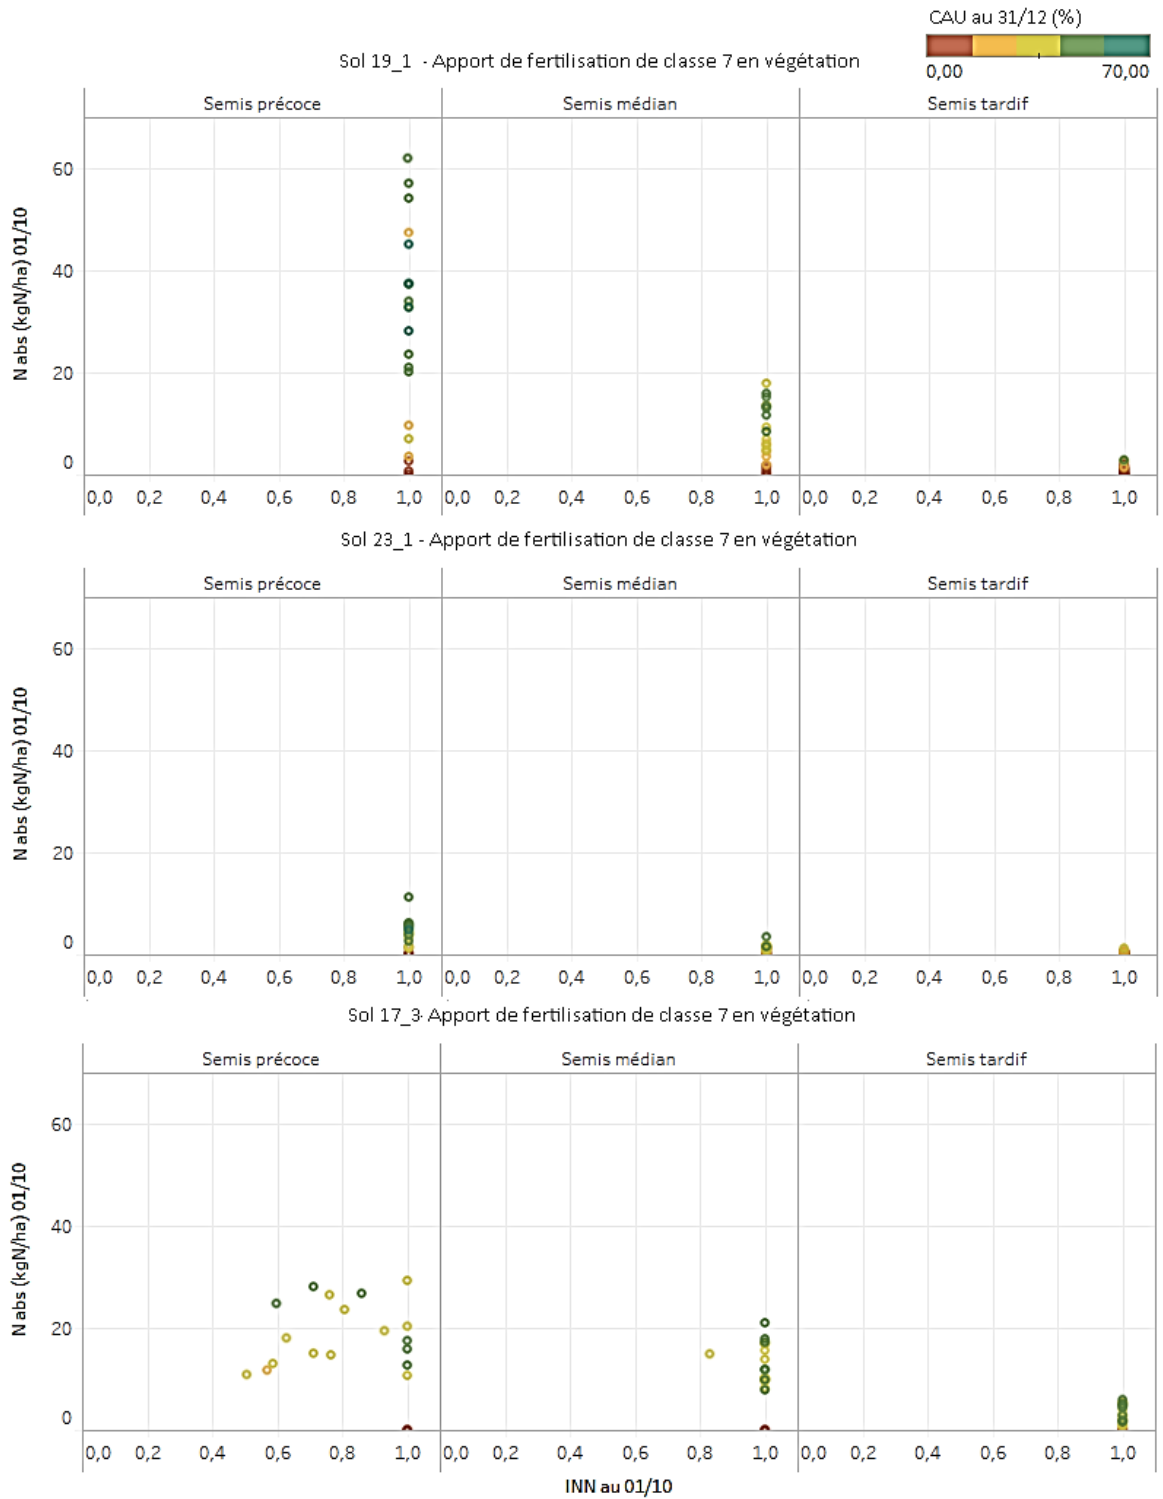 CAU au 31/12 (%)
0,00 70,00
Sol 19_1 - Apport de fertilisation de classe 7 en végétation
Semis précoce Semis médian Semis tardif
N abs (kgN/ha) 01/10
60
40
20
0
0,0 0,2 0,4 0,6 0,8 1,0 0,0 0,2 0,4 0,6 0,8 1,0 0,0 0,2 0,4 0,6 0,8 1,0
Sol 23_1 - Apport de fertilisation de classe 7 en végétation
Semis précoce Semis médian Semis tardif
N abs (kgN/ha) 01/10
60
40
20
0
0,0 0,2 0,4 0,6 0,8 1,0 0,0 0,2 0,4 0,6 0,8 1,0 0,0 0,2 0,4 0,6 0,8 1,0
Sol 17_3- Apport de fertilisation de classe 7 en végétation
Semis précoce Semis médian Semis tardif
N abs (kgN/ha) 01/10
60
40
20
0
0,0 0,2 0,4 0,6 0,8 1,0 0,0 0,2 0,4 0,6 0,8 1,0 0,0 0,2 0,4 0,6 0,8 1,0
INN au 01/10